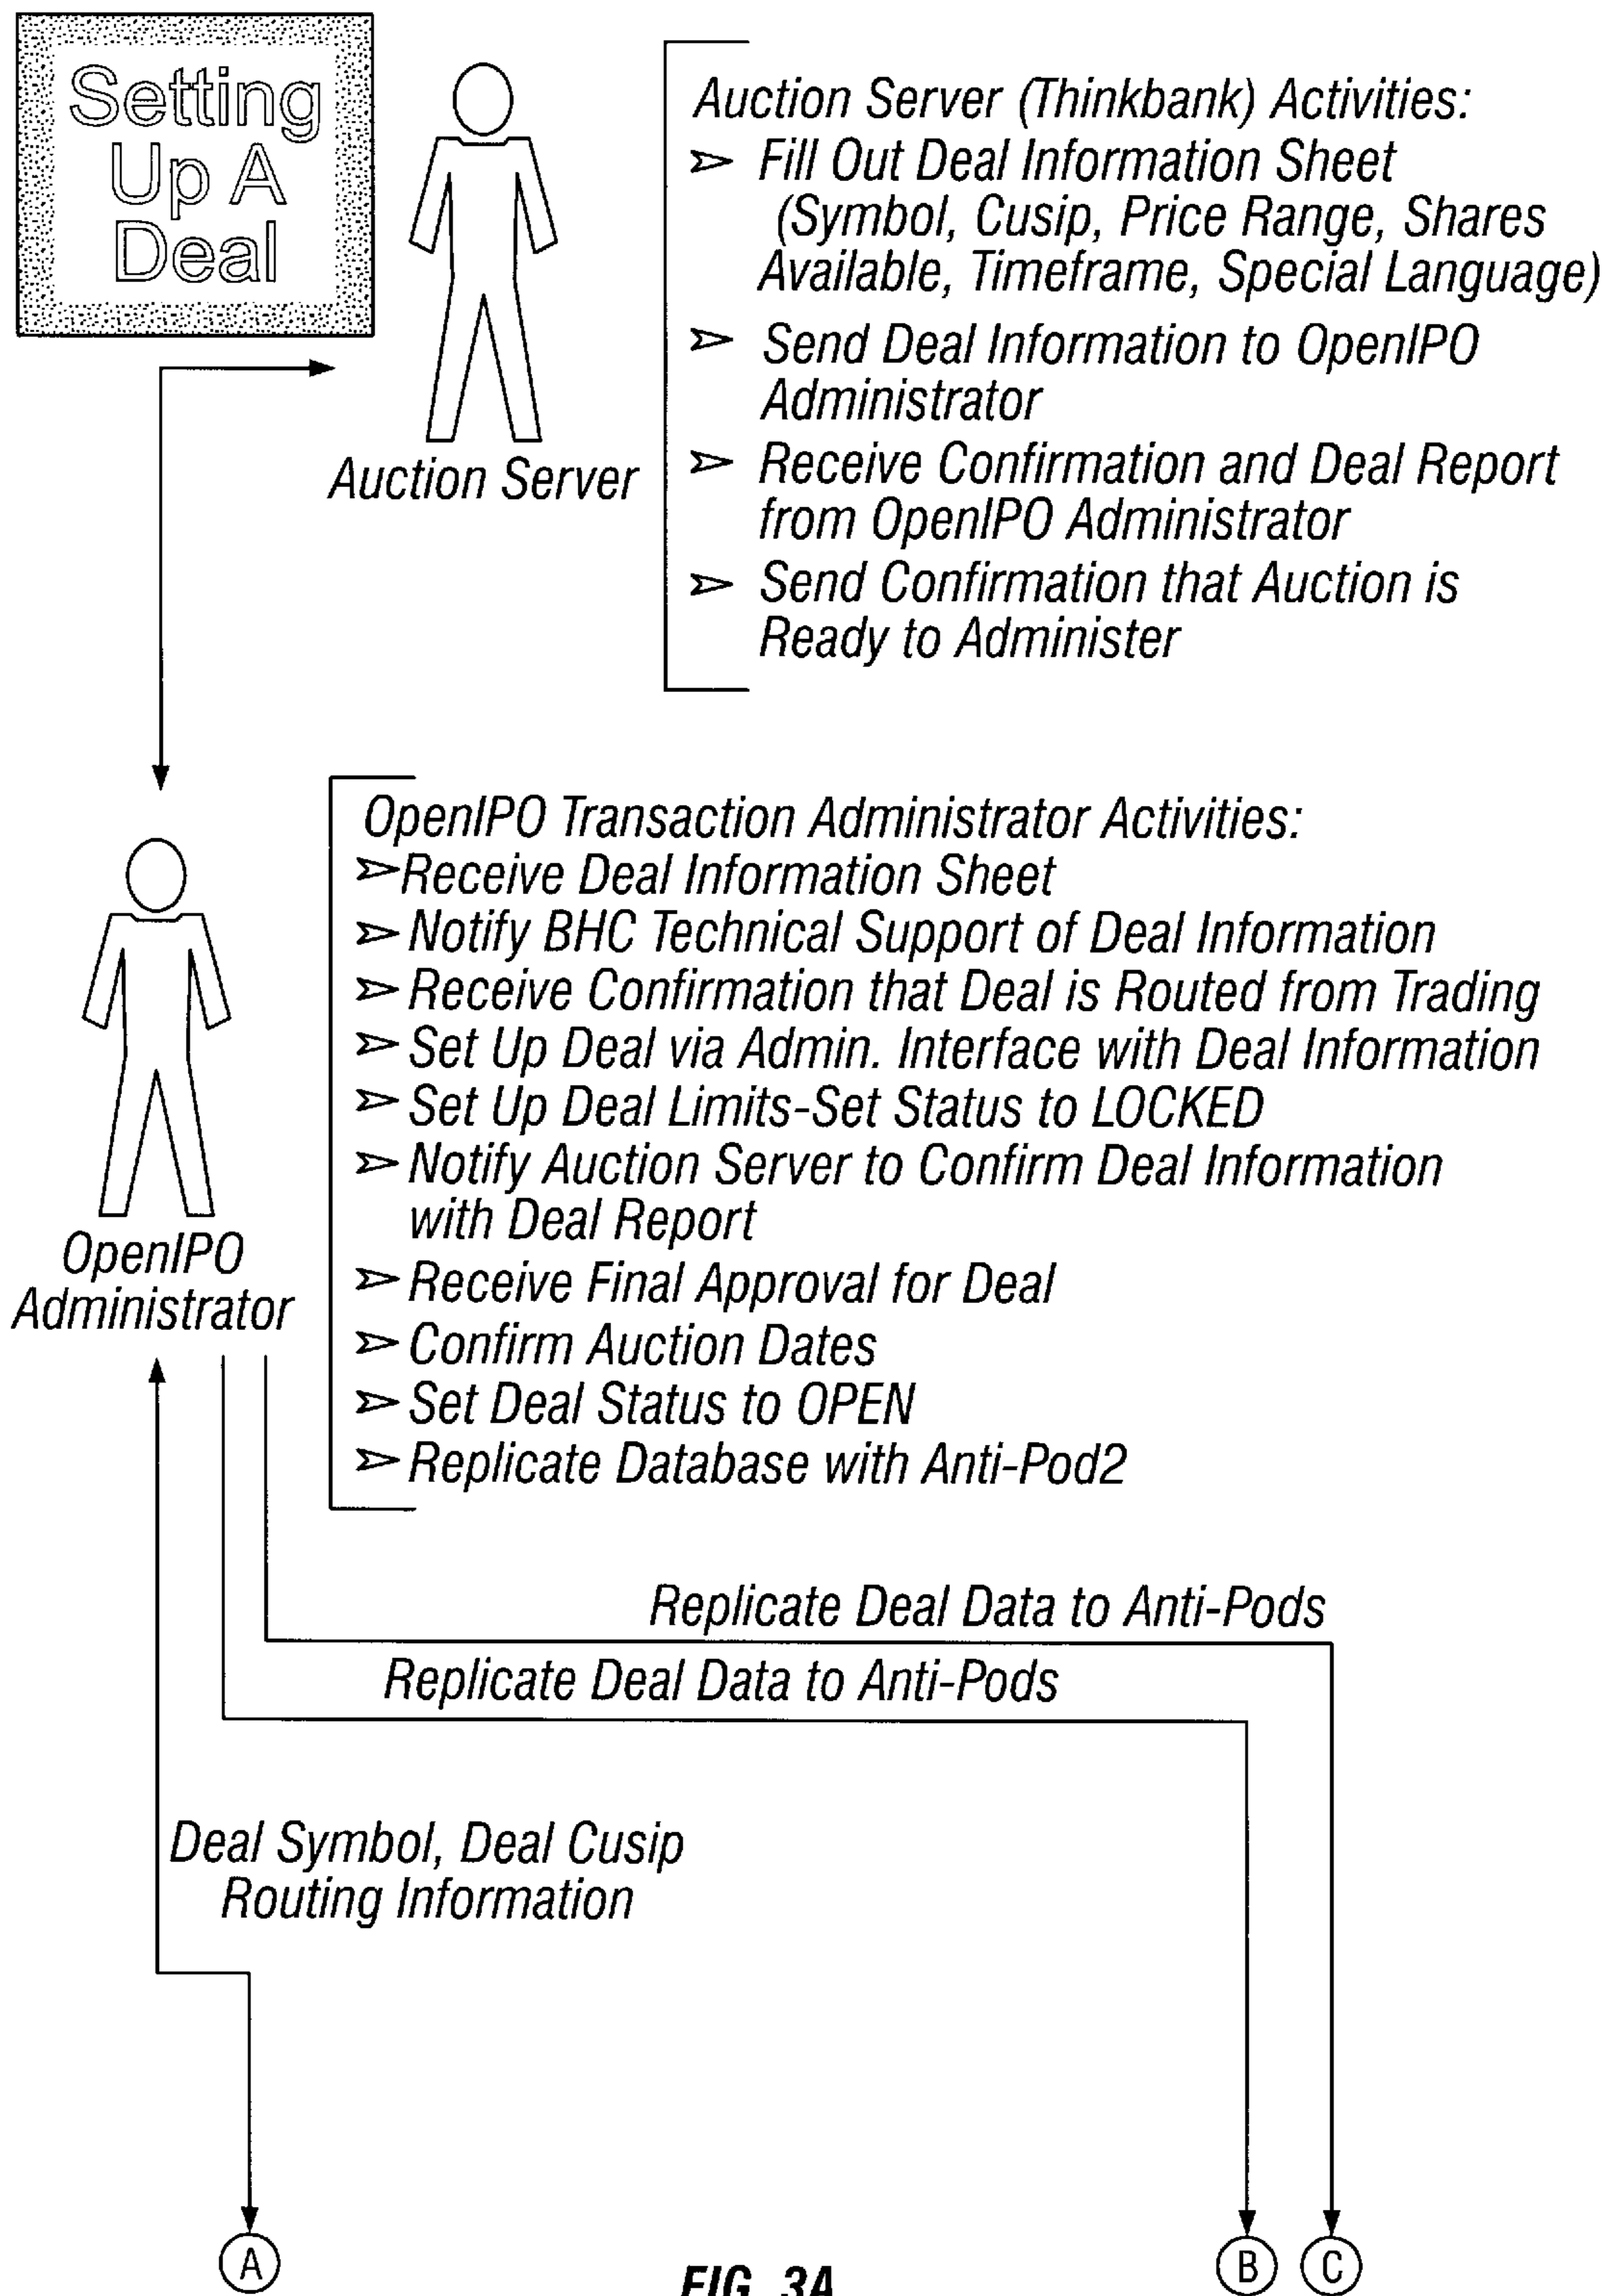 Setting
Up A
Deal
Auction Server
Auction Server (Thinkbank) Activities:
➢ Fill Out Deal Information Sheet
(Symbol, Cusip, Price Range, Shares
Available, Timeframe, Special Language)
➢ Send Deal Information to OpenIPO
Administrator
➢ Receive Confirmation and Deal Report
from OpenIPO Administrator
➢ Send Confirmation that Auction is
Ready to Administer
OpenIPO
Administrator
OpenIPO Transaction Administrator Activities:
➢ Receive Deal Information Sheet
➢ Notify BHC Technical Support of Deal Information
➢ Receive Confirmation that Deal is Routed from Trading
➢ Set Up Deal via Admin. Interface with Deal Information
➢ Set Up Deal Limits-Set Status to LOCKED
➢ Notify Auction Server to Confirm Deal Information
with Deal Report
➢ Receive Final Approval for Deal
➢ Confirm Auction Dates
➢ Set Deal Status to OPEN
➢ Replicate Database with Anti-Pod2
Replicate Deal Data to Anti-Pods
Replicate Deal Data to Anti-Pods
Deal Symbol, Deal Cusip
Routing Information
A
B
C
FIG. 3A